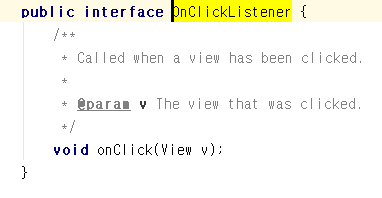 public interface OnClickListener {
/**
* Called when a view has been clicked.
*
* @param v The view that was clicked.
*/
void onClick(View v);
}